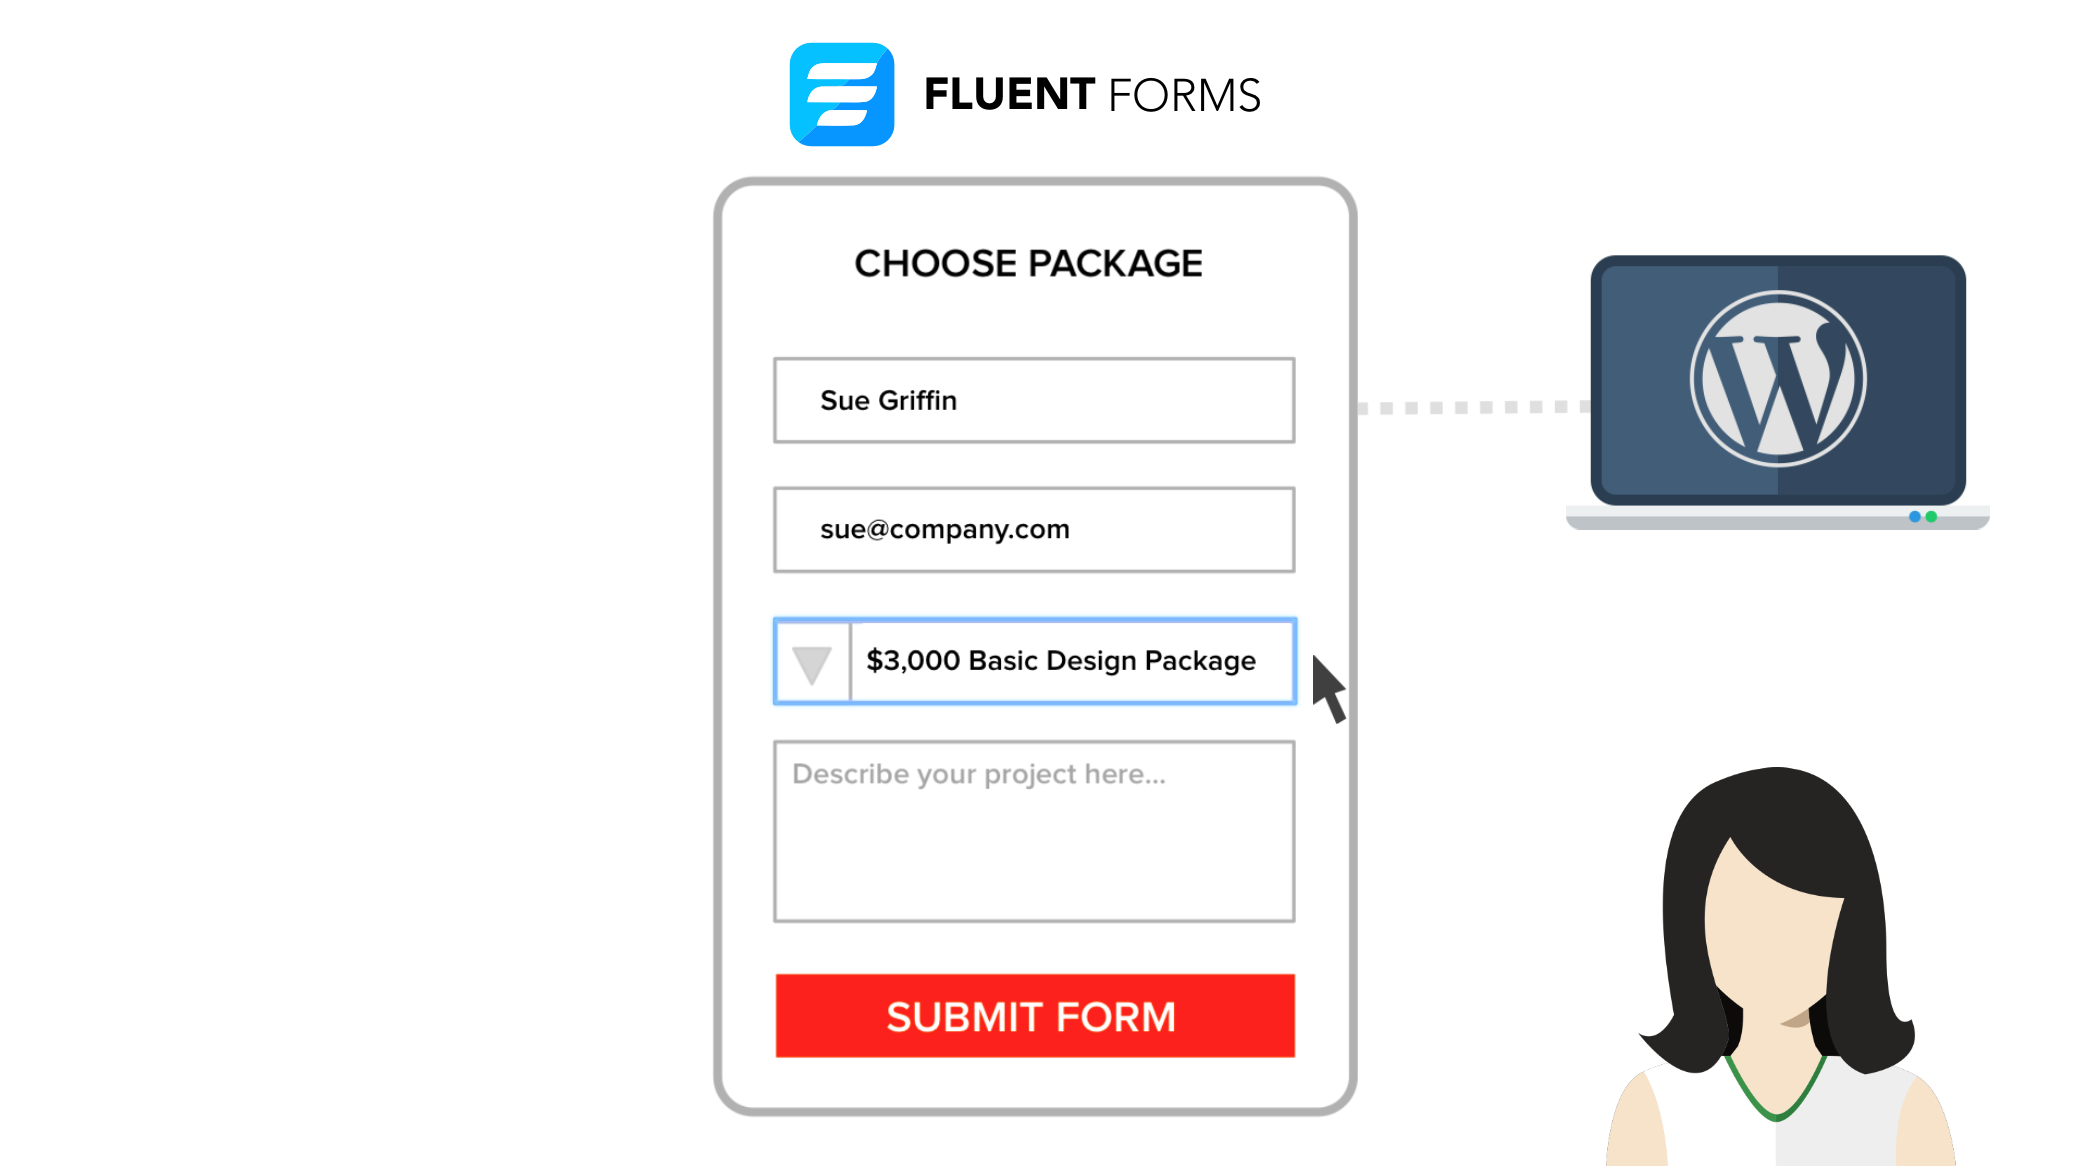 FLUENT FORMS
CHOOSE PACKAGE
Sue Griffin
sue@company.com
$3,000 Basic Design Package
Describe your project here...
SUBMIT FORM